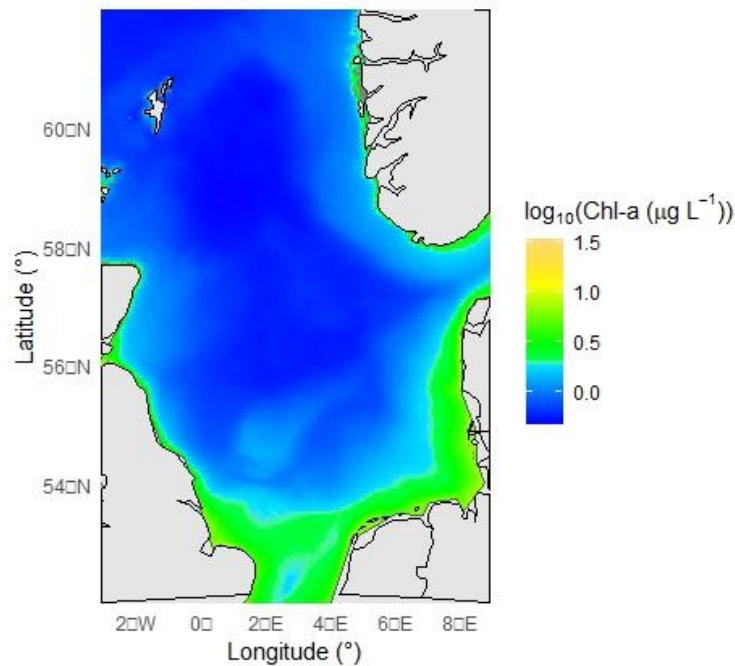 60□N
58□N
56□N
54□N
Latitude (°)
2□W 0□ 2□E 4□E 6□E 8□E
Longitude (°)
log₁₀(Chl-a (μg L⁻¹))
1.5
1.0
0.5
0.0